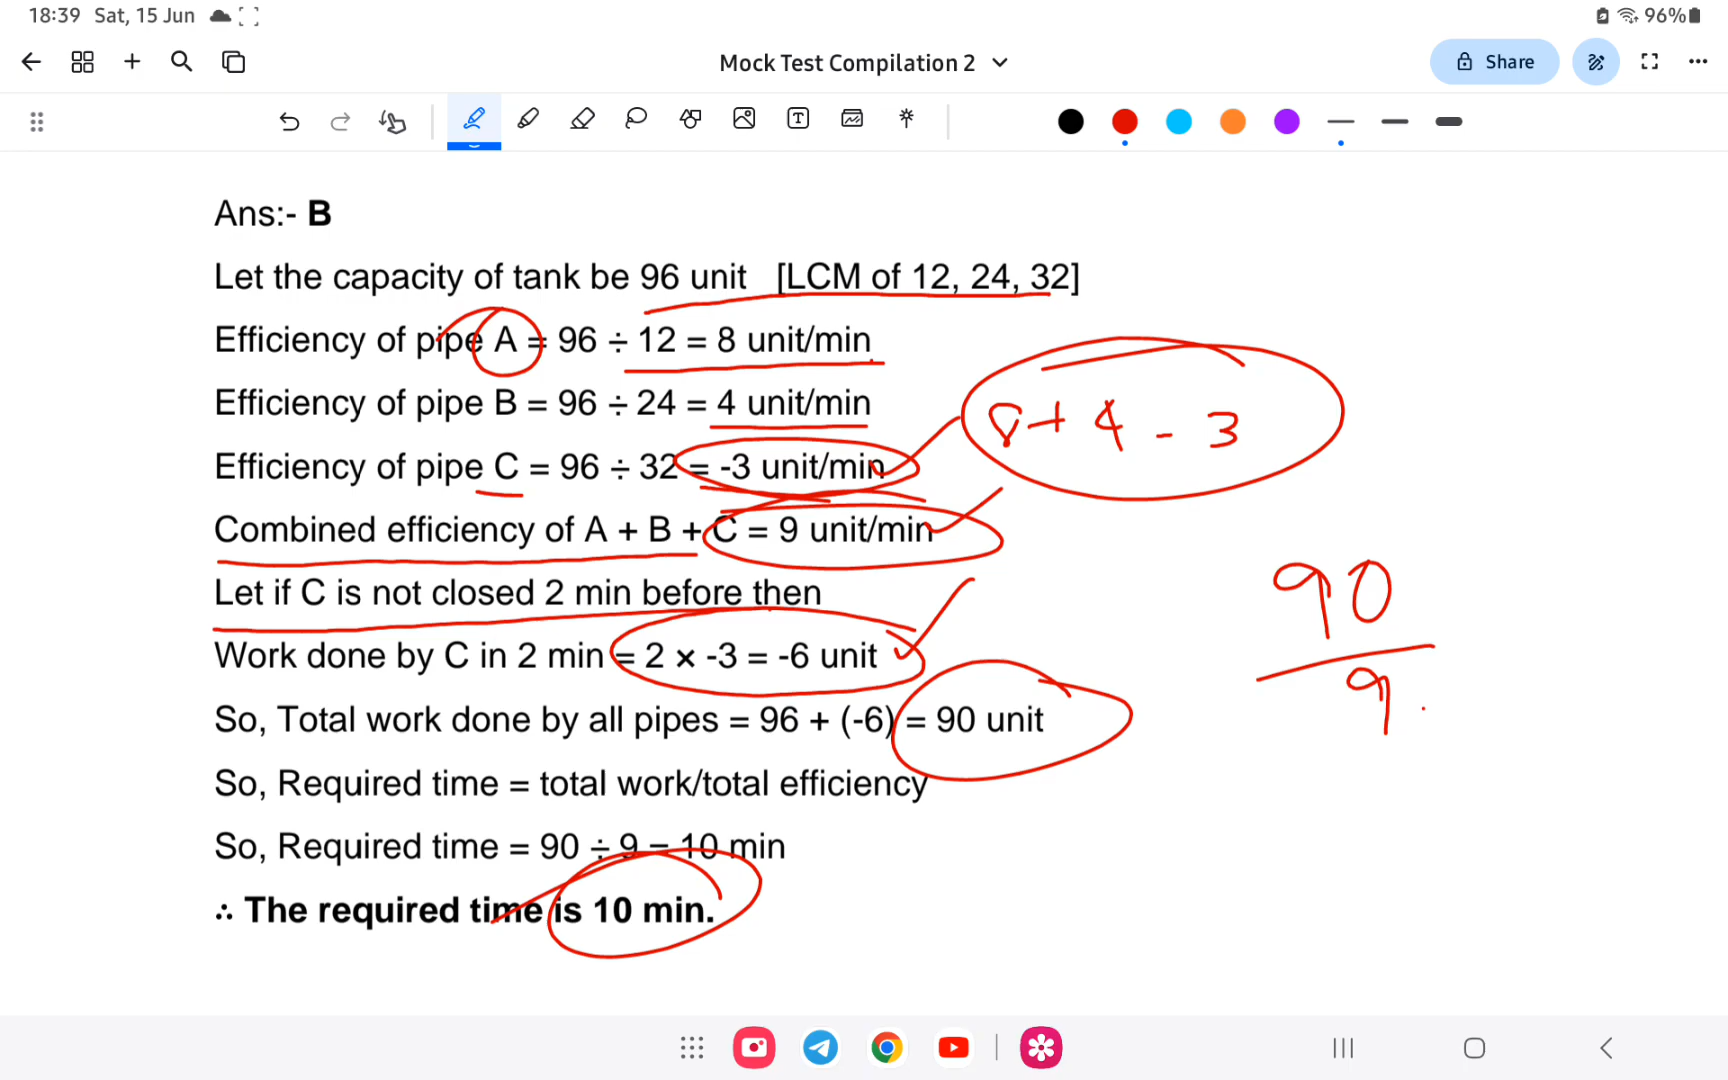 18:39 Sat, 15 Jun 96%
Mock Test Compilation 2
Share
Ans:- B
Let the capacity of tank be 96 unit [LCM of 12, 24, 32]
Efficiency of pipe A = 96 ÷ 12 = 8 unit/min
Efficiency of pipe B = 96 ÷ 24 = 4 unit/min
8 + 4 - 3
Efficiency of pipe C = 96 ÷ 32 = -3 unit/min
Combined efficiency of A + B + C = 9 unit/min
Let if C is not closed 2 min before then
90
Work done by C in 2 min = 2 × -3 = -6 unit
9
So, Total work done by all pipes = 96 + (-6) = 90 unit
So, Required time = total work/total efficiency
So, Required time = 90 ÷ 9 = 10 min
∴ The required time is 10 min.